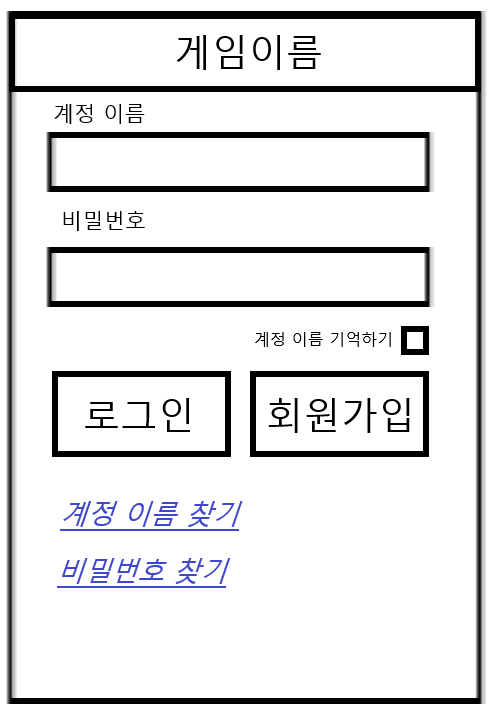 게임이름
계정 이름
비밀번호
계정 이름 기억하기
로그인 회원가입
계정 이름 찾기
비밀번호 찾기